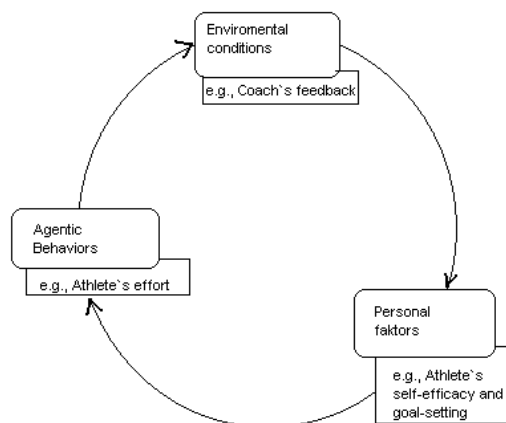 Enviromental
conditions
e.g., Coach`s feedback
Agentic
Behaviors
e.g., Athlete`s effort
Personal
faktors
e.g., Athlete`s
self-efficacy and
goal-setting